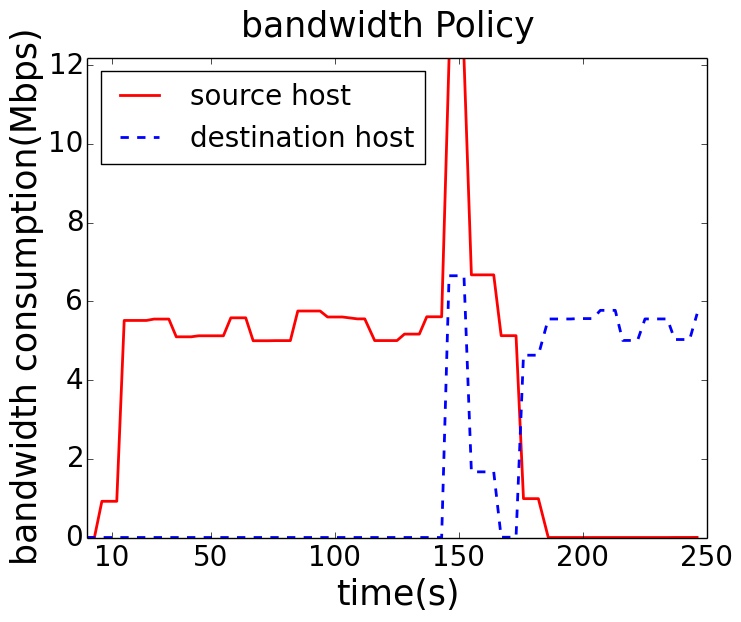 bandwidth Policy
bandwidth consumption(Mbps)
12
10
8
6
4
2
0
source host
destination host
10 50 100 150 200 250
time(s)